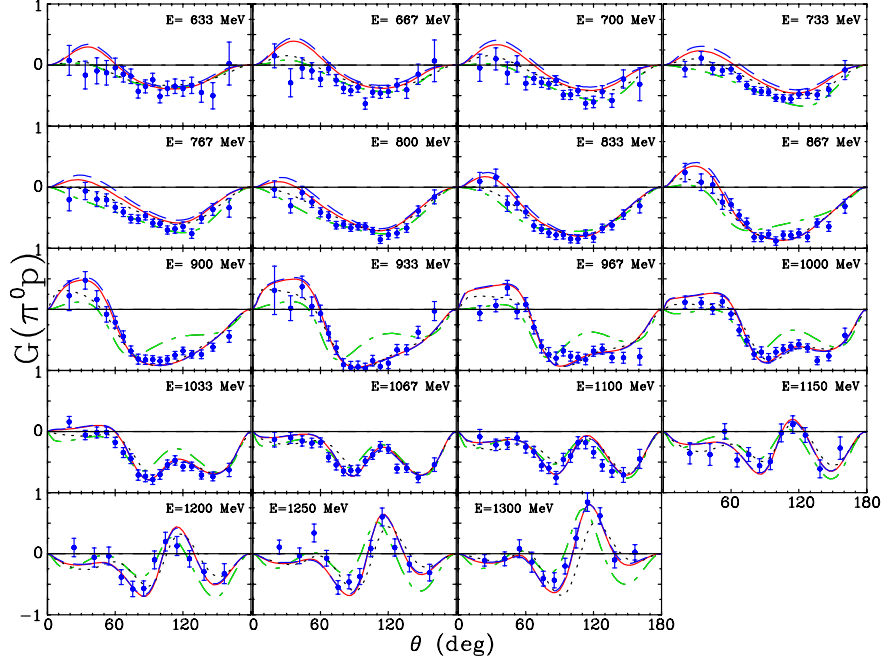 1
E= 633 MeV
E= 667 MeV
E= 700 MeV
E= 733 MeV
0
1
E= 767 MeV
E= 800 MeV
E= 833 MeV
E= 867 MeV
0
1
E= 900 MeV
E= 933 MeV
E= 967 MeV
E=1000 MeV
0
G(π⁰p)
1
E=1033 MeV
E=1067 MeV
E=1100 MeV
E=1150 MeV
0
1
E=1200 MeV
E=1250 MeV
E=1300 MeV
60 120 180
0
-1
0 60 120 0 60 120 0 60 120 180
θ (deg)